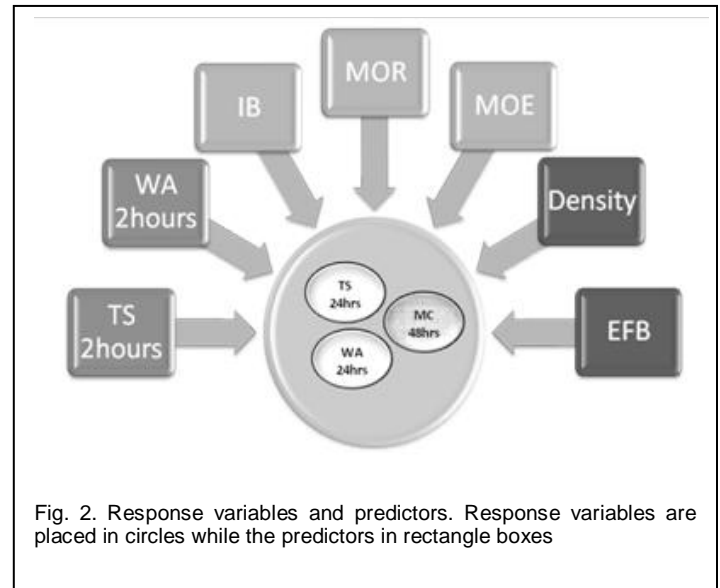 MOR
IB
MOE
WA
2hours
Density
TS
2hours
EFB
TS
24hrs
MC
48hrs
WA
24hrs
Fig. 2. Response variables and predictors. Response variables are
placed in circles while the predictors in rectangle boxes